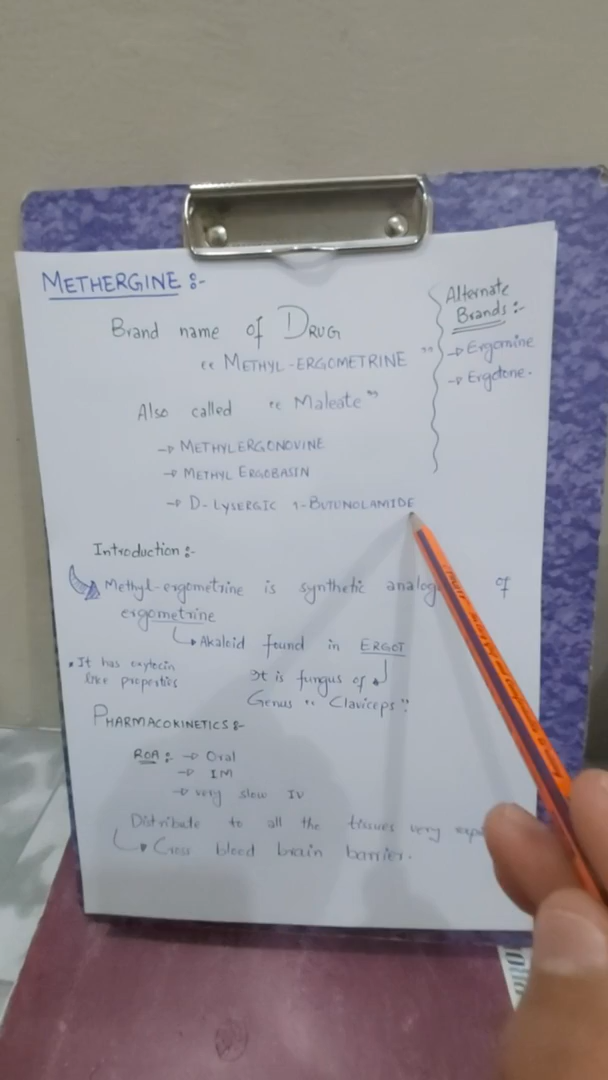 METHERGINE :-
Brand name of DRUG
"METHYL-ERGOMETRINE"
Also called "Maleate"
→ METHYLERGONOVINE
→ METHYL ERGOBASIN
→ D-LYSERGIC 1-BUTUNOLAMIDE
Alternate
Brands :-
→ Ergomine
→ Ergotone.
Introduction :-
Methyl-ergometrine is synthetic analog of
ergometrine
Akaloid found in ERGOT
• It has oxytocin
like properties
It is fungus of
Genus "Claviceps"
PHARMACOKINETICS :-
ROA :- → Oral
→ IM
→ very slow IV
Distribute to all the tissues very
Cross blood brain barrier.